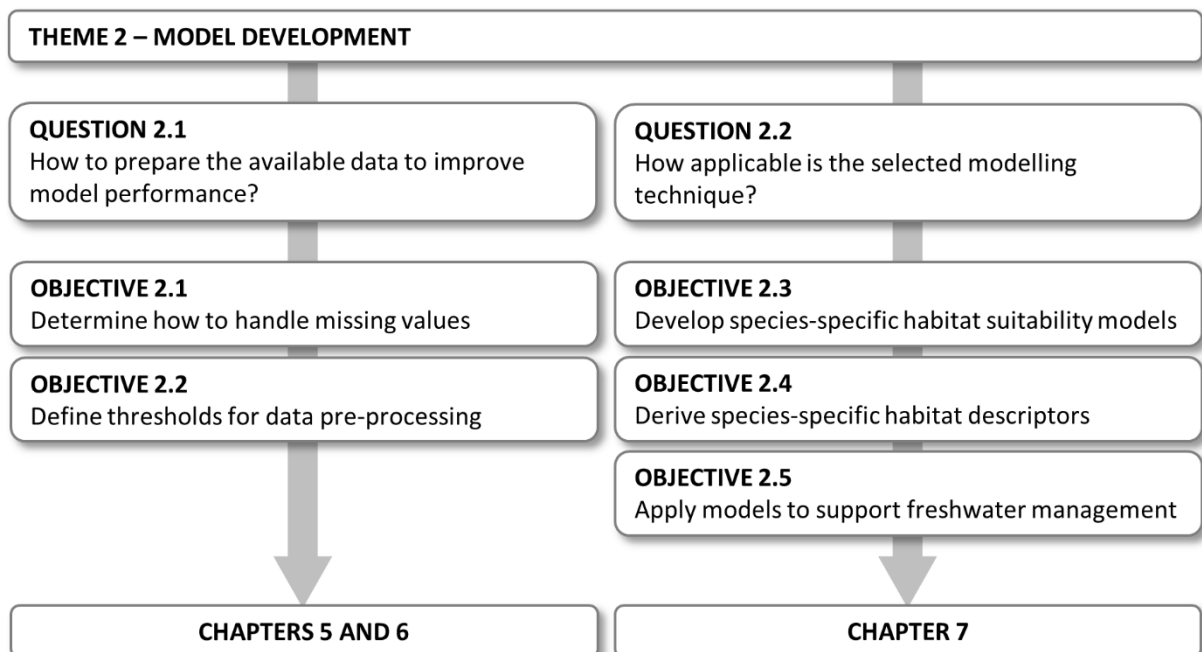 THEME 2 – MODEL DEVELOPMENT
QUESTION 2.1
How to prepare the available data to improve
model performance?
OBJECTIVE 2.1
Determine how to handle missing values
OBJECTIVE 2.2
Define thresholds for data pre-processing
CHAPTERS 5 AND 6
QUESTION 2.2
How applicable is the selected modelling
technique?
OBJECTIVE 2.3
Develop species-specific habitat suitability models
OBJECTIVE 2.4
Derive species-specific habitat descriptors
OBJECTIVE 2.5
Apply models to support freshwater management
CHAPTER 7